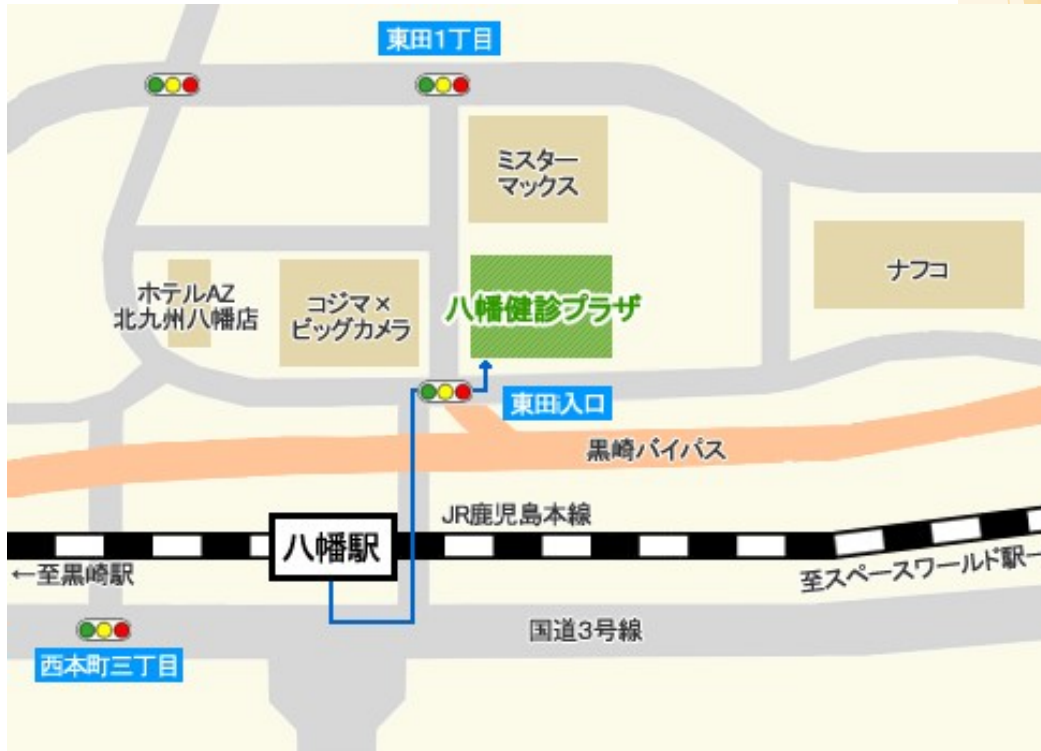 東田1丁目
ミスター
マックス
ナフコ
ホテルAZ
北九州八幡店
コジマ×
ビッグカメラ
八幡健診プラザ
東田入口
黒崎バイパス
JR鹿児島本線
八幡駅
←至黒崎駅
至スペースワールド駅→
国道3号線
西本町三丁目